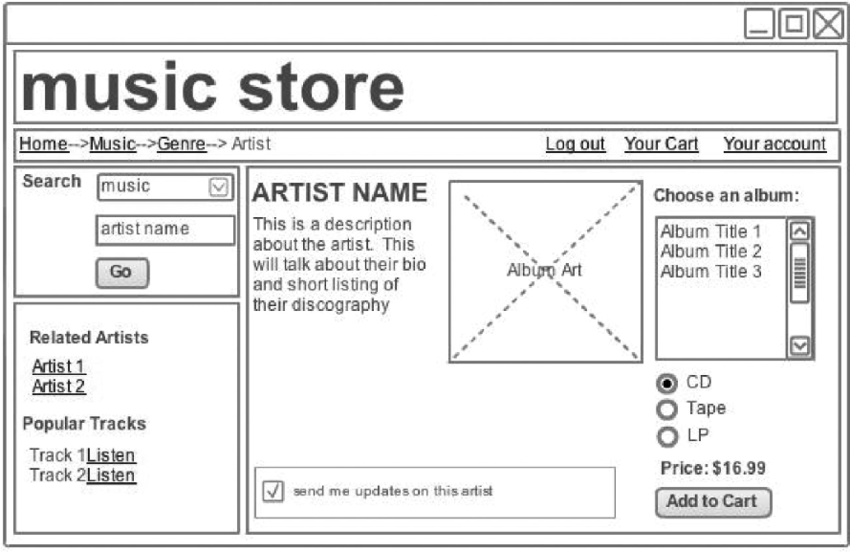 music store
Home-->Music-->Genre--> Artist
Log out Your Cart Your account
Search music
artist name
Go
Related Artists
Artist 1
Artist 2
Popular Tracks
Track 1Listen
Track 2Listen
ARTIST NAME
This is a description
about the artist. This
will talk about their bio
and short listing of
their discography
Album Art
send me updates on this artist
Choose an album:
Album Title 1
Album Title 2
Album Title 3
CD
Tape
LP
Price: $16.99
Add to Cart